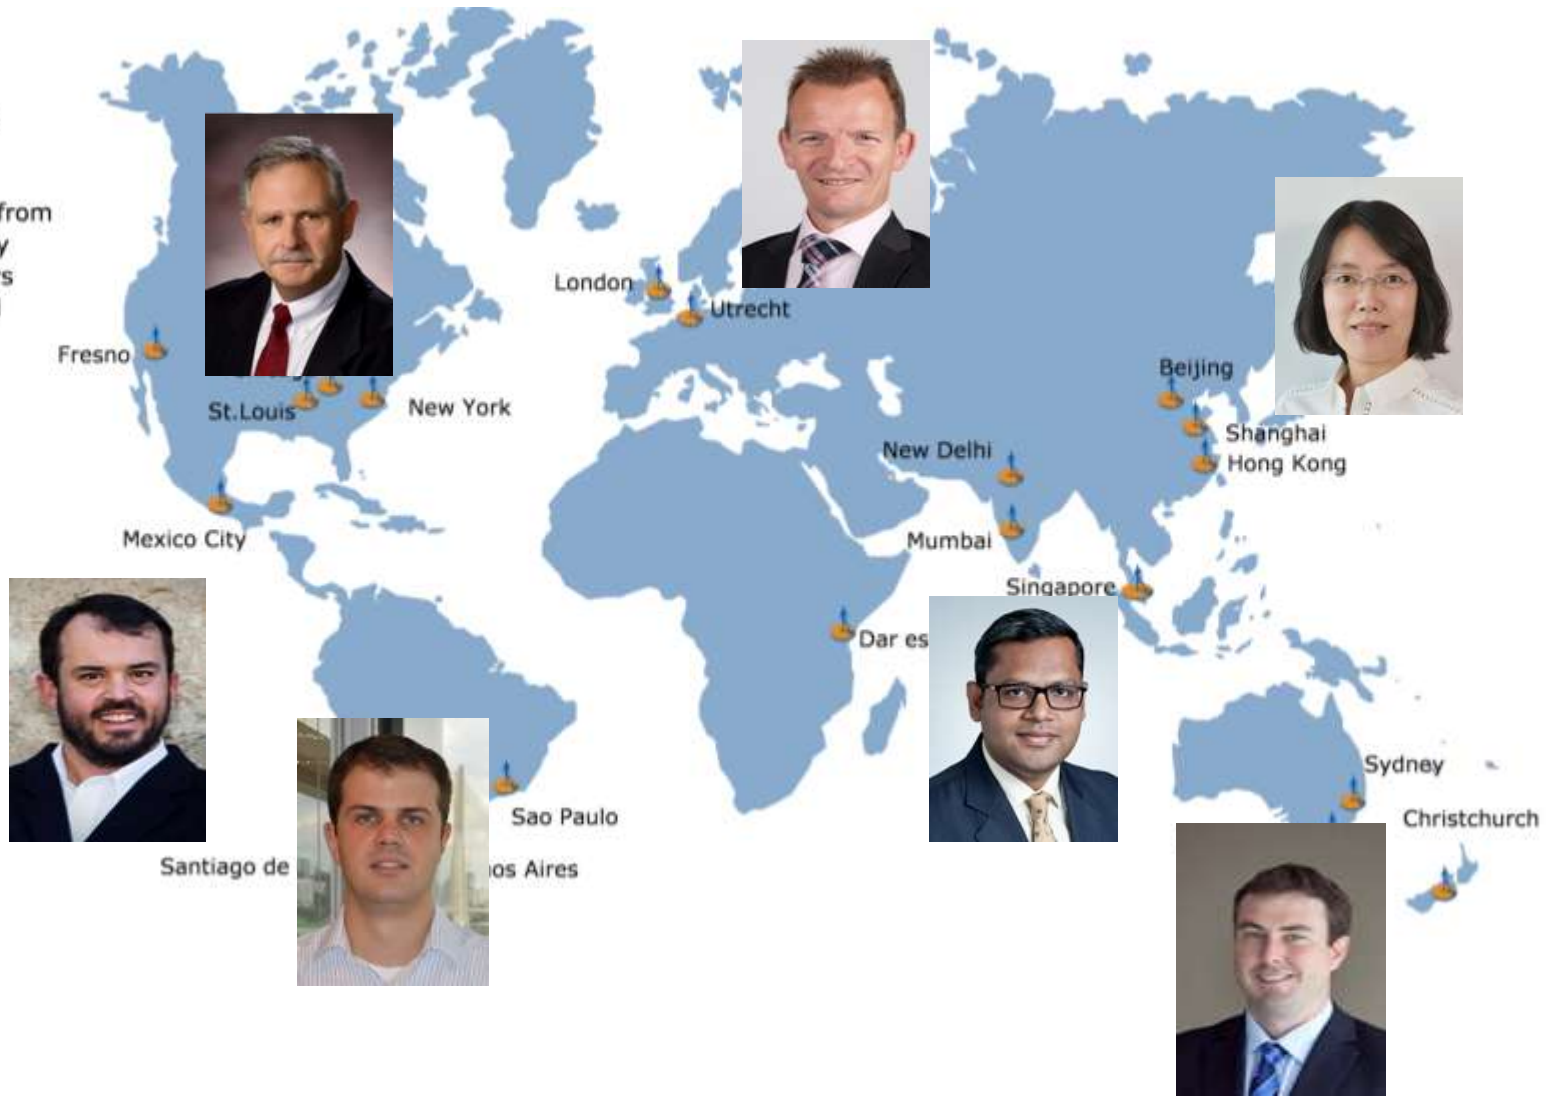 from
y
rs
London
Utrecht
Fresno
Beijing
St.Louis
New York
Shanghai
New Delhi
Hong Kong
Mexico City
Mumbai
Singapore
Dar es
Sydney
Sao Paulo
Christchurch
Santiago de
os Aires